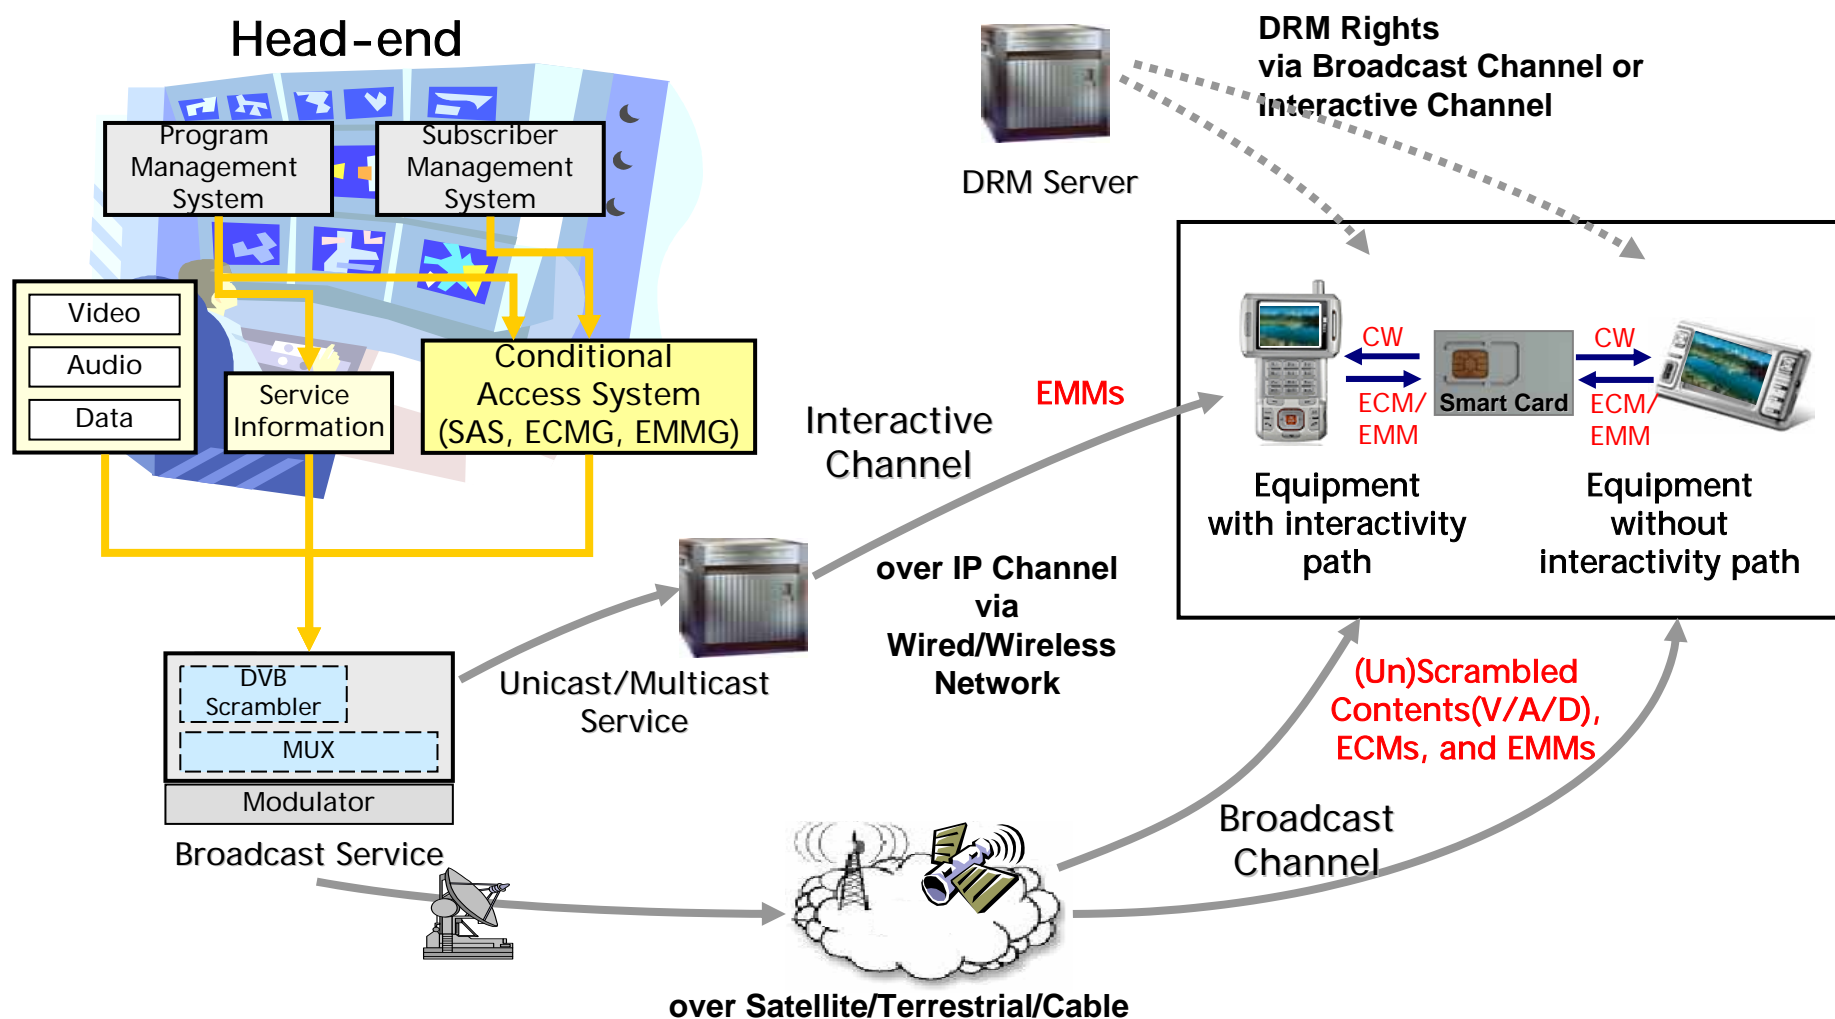 Head-end
Program
Management
System
Subscriber
Management
System
Video
Audio
Data
Service
Information
Conditional
Access System
(SAS, ECMG, EMMG)
DVB
Scrambler
MUX
Modulator
Broadcast Service
Unicast/Multicast
Service
Interactive
Channel
EMMs
over IP Channel
via
Wired/Wireless
Network
over Satellite/Terrestrial/Cable
DRM Server
DRM Rights
via Broadcast Channel or
Interactive Channel
CW
ECM/
EMM
Smart Card
CW
ECM/
EMM
Equipment
with interactivity
path
Equipment
without
interactivity path
(Un)Scrambled
Contents(V/A/D),
ECMs, and EMMs
Broadcast
Channel